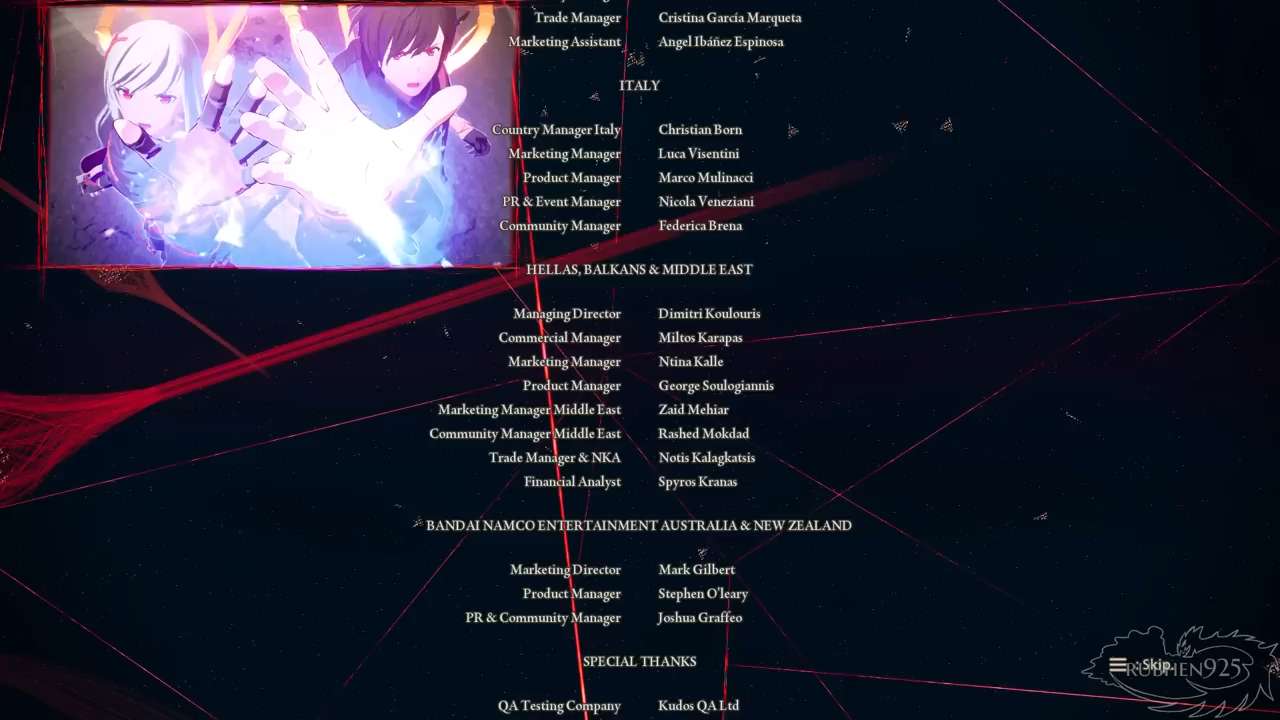 Trade Manager Cristina García Marqueta
Marketing Assistant Angel Ibáñez Espinosa
ITALY
Country Manager Italy Christian Born
Marketing Manager Luca Visentini
Product Manager Marco Mulinacci
PR & Event Manager Nicola Veneziani
Community Manager Federica Brena
HELLAS, BALKANS & MIDDLE EAST
Managing Director Dimitri Koulouris
Commercial Manager Miltos Karapas
Marketing Manager Ntina Kalle
Product Manager George Soulogiannis
Marketing Manager Middle East Zaid Mehiar
Community Manager Middle East Rashed Mokdad
Trade Manager & NKA Notis Kalagkatsis
Financial Analyst Spyros Kranas
BANDAI NAMCO ENTERTAINMENT AUSTRALIA & NEW ZEALAND
Marketing Director Mark Gilbert
Product Manager Stephen O'leary
PR & Community Manager Joshua Graffeo
SPECIAL THANKS
: Skip.
RUBHEN925
QA Testing Company Kudos QA Ltd